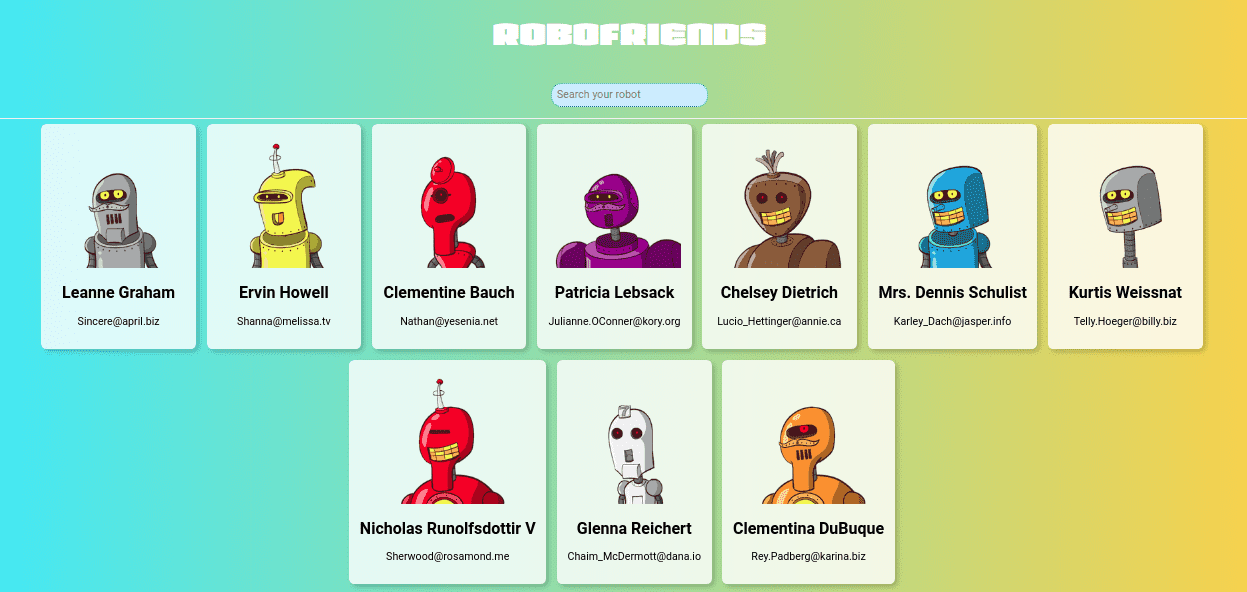 ROBOFRIENDS
Search your robot
Leanne Graham
Sincere@april.biz
Ervin Howell
Shanna@melissa.tv
Clementine Bauch
Nathan@yesenia.net
Patricia Lebsack
Julianne.OConner@kory.org
Chelsey Dietrich
Lucio_Hettinger@annie.ca
Mrs. Dennis Schulist
Karley_Dach@jasper.info
Kurtis Weissnat
Telly.Hoeger@billy.biz
Nicholas Runolfsdottir V
Sherwood@rosamond.me
Glenna Reichert
Chaim_McDermott@dana.io
Clementina DuBuque
Rey.Padberg@karina.biz